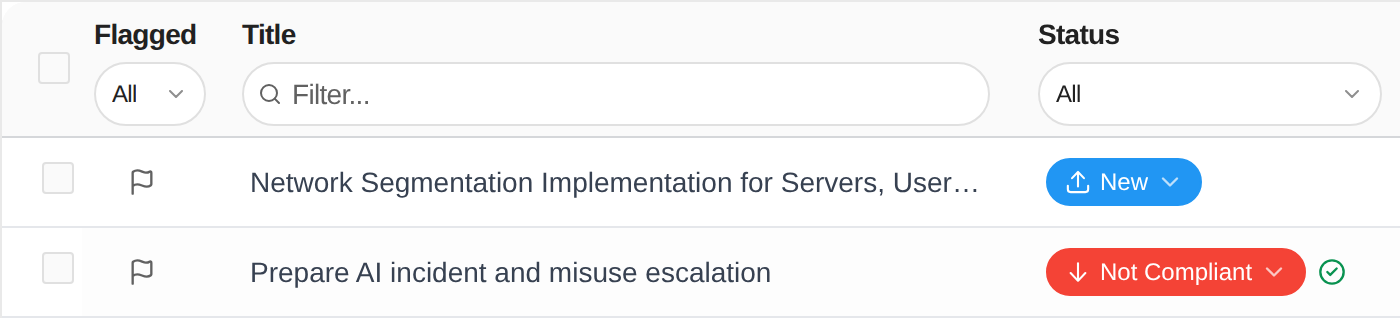 Flagged Title Status
All Filter... All
Network Segmentation Implementation for Servers, User… New
Prepare AI incident and misuse escalation Not Compliant